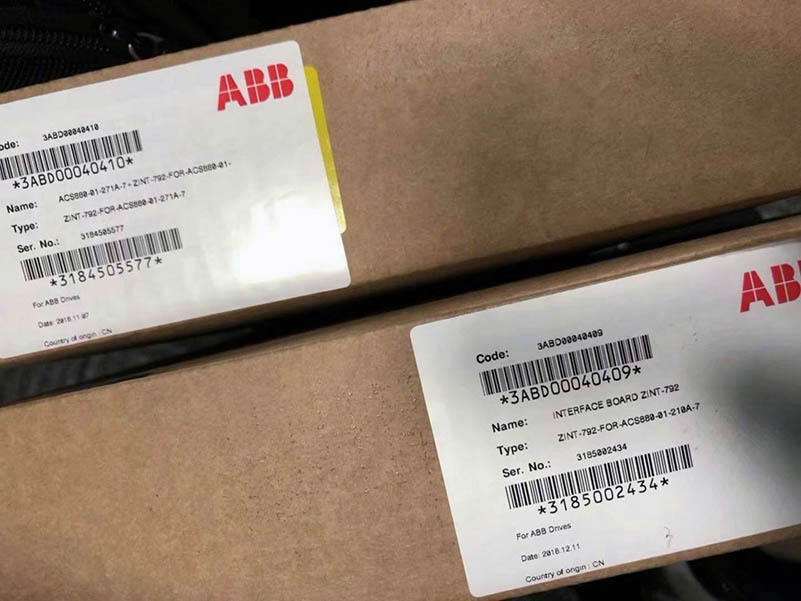 ABB
ode: 3ABD00040410
*3ABD00040410*
Name: ACS880-01-271A-7 - ZINT-792-FOR-ACS880-01-
Type: ZINT-792-FOR-ACS880-01-271A-7
Ser. No.: 3184505577
*3184505577*
For ABB Drives
Date: 2018.11.07
Country of origin : CN
ABB
Code: 3ABD00040409
*3ABD00040409*
Name: INTERFACE BOARD ZINT-792
Type: ZINT-792-FOR-ACS880-01-210A-7
Ser. No.: 3185002434
*3185002434*
For ABB Drives
Date: 2018.12.11
Country of origin : CN